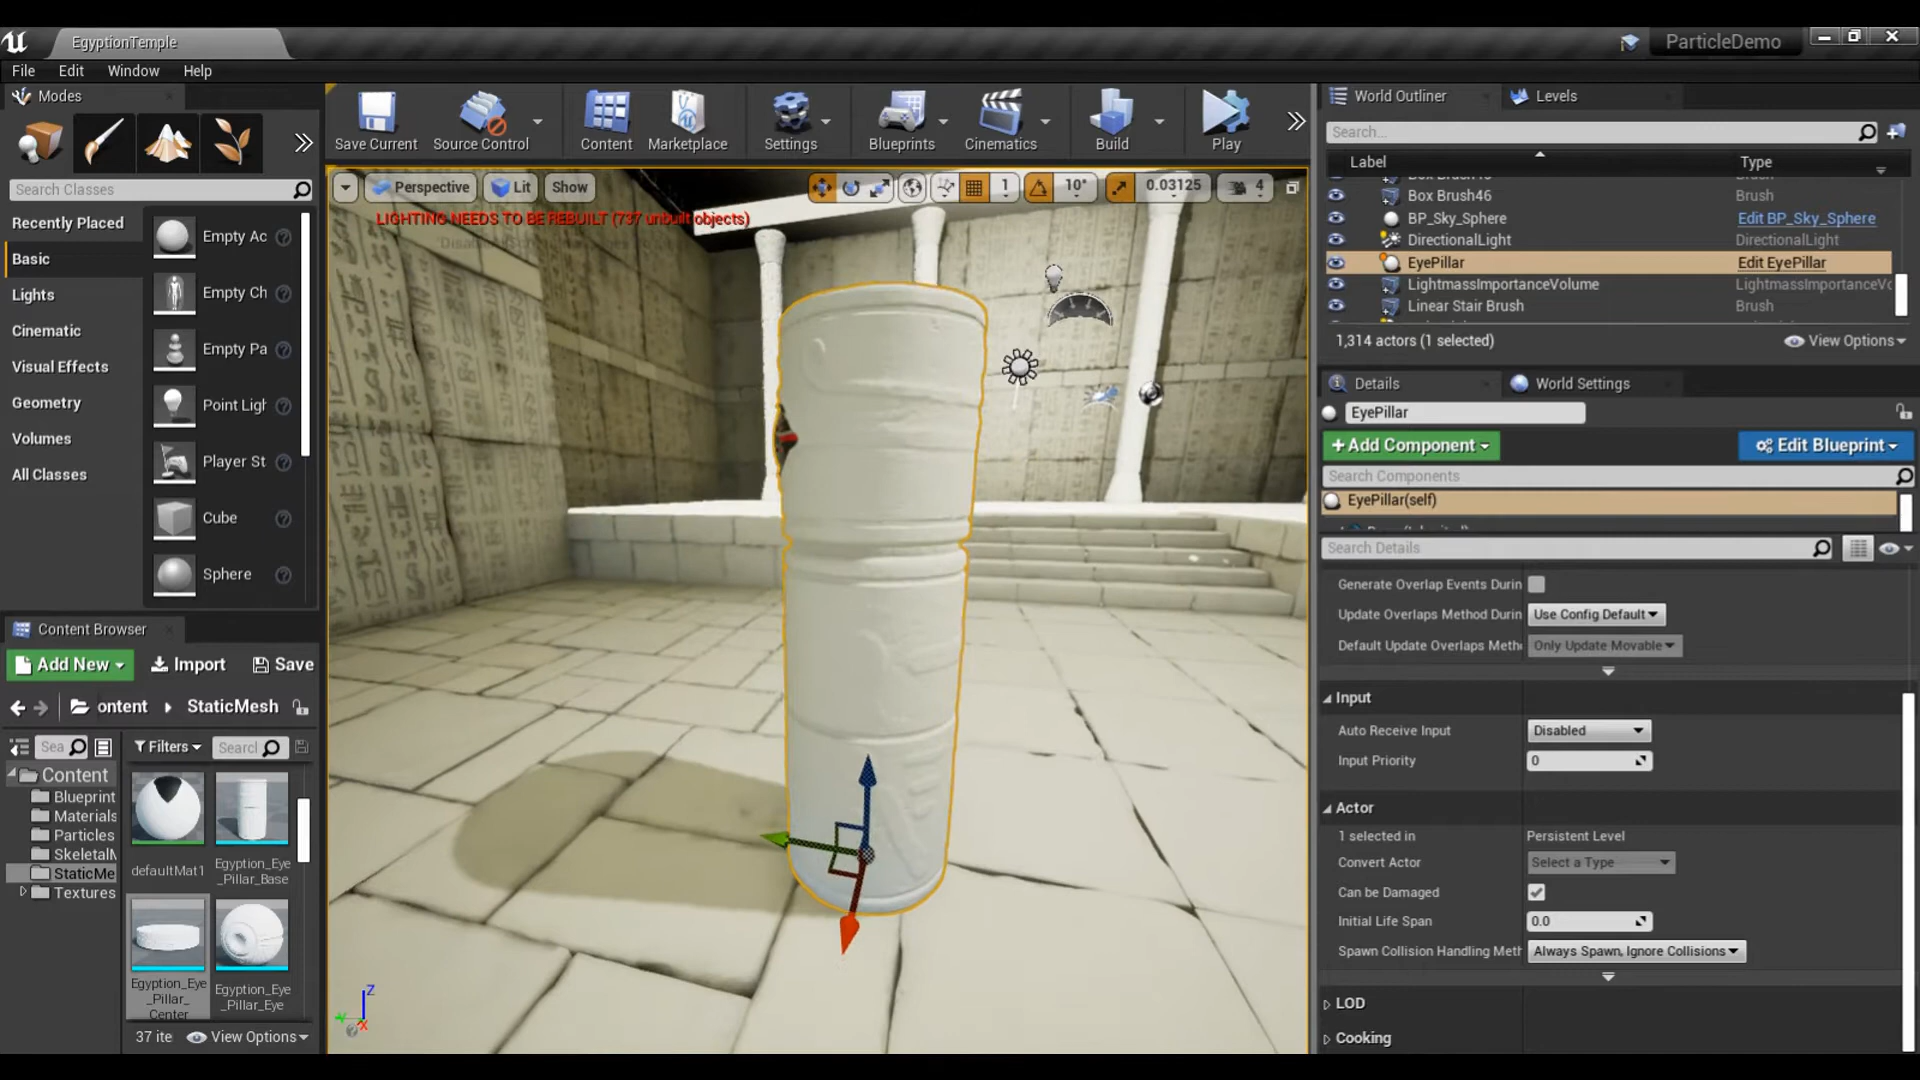 EgyptionTemple
ParticleDemo
File Edit Window Help
Modes
Search Classes
Recently Placed
Basic
Lights
Cinematic
Visual Effects
Geometry
Volumes
All Classes
Empty Ac
Empty Ch
Empty Pa
Point Ligh
Player St
Cube
Sphere
Save Current
Source Control
Content
Marketplace
Settings
Blueprints
Cinematics
Build
Play
Perspective
Lit
Show
1
10°
0.03125
4
LIGHTING NEEDS TO BE REBUILT (737 unbuilt objects)
Z
X
World Outliner
Levels
Search...
Label Type
Box Brush46 Brush
BP_Sky_Sphere Edit BP_Sky_Sphere
DirectionalLight DirectionalLight
EyePillar Edit EyePillar
LightmassImportanceVolume LightmassImportanceVo
Linear Stair Brush Brush
1,314 actors (1 selected)
View Options
Details
World Settings
EyePillar
+Add Component
Edit Blueprint
Search Components
EyePillar(self)
Search Details
Generate Overlap Events Durin
Update Overlaps Method Durin Use Config Default
Default Update Overlaps Meth Only Update Movable
Input
Auto Receive Input Disabled
Input Priority 0
Actor
1 selected in Persistent Level
Convert Actor Select a Type
Can be Damaged
Initial Life Span 0.0
Spawn Collision Handling Meth Always Spawn, Ignore Collisions
LOD
Cooking
Content Browser
Add New
Import
Save
ontent StaticMesh
Sea
Filters
Searcl
Content
Blueprint
Materials
Particles
SkeletalM
StaticMe
Textures
defaultMat1
Egyption_Eye
_Pillar_Base
Egyption_Eye
_Pillar_
Center
Egyption_Eye
_Pillar_Eye
37 ite
View Options